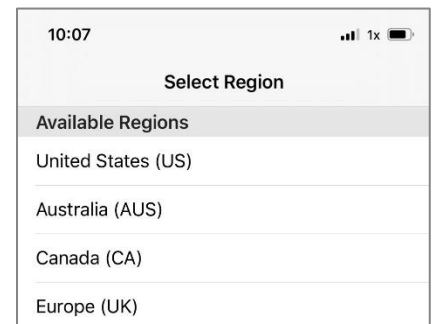 10:07 1x
Select Region
Available Regions
United States (US)
Australia (AUS)
Canada (CA)
Europe (UK)